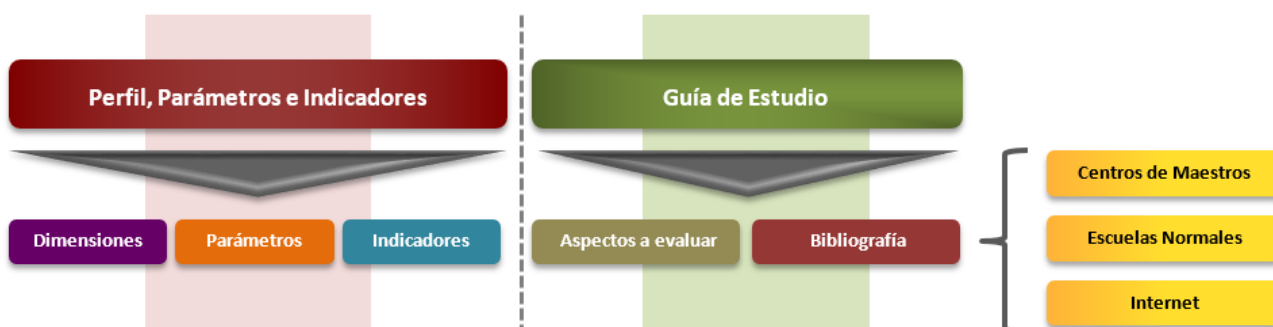 Perfil, Parámetros e Indicadores
Guía de Estudio
Dimensiones
Parámetros
Indicadores
Aspectos a evaluar
Bibliografía
Centros de Maestros
Escuelas Normales
Internet